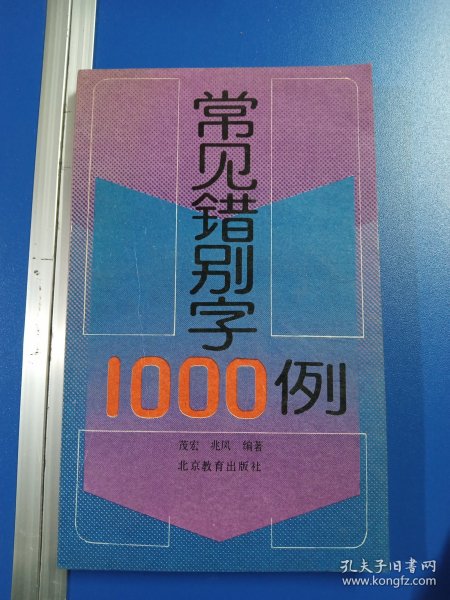 常见错别字
1000例
茂宏 兆凤 编著
北京教育出版社
孔夫子旧书网
www.kongfz.com